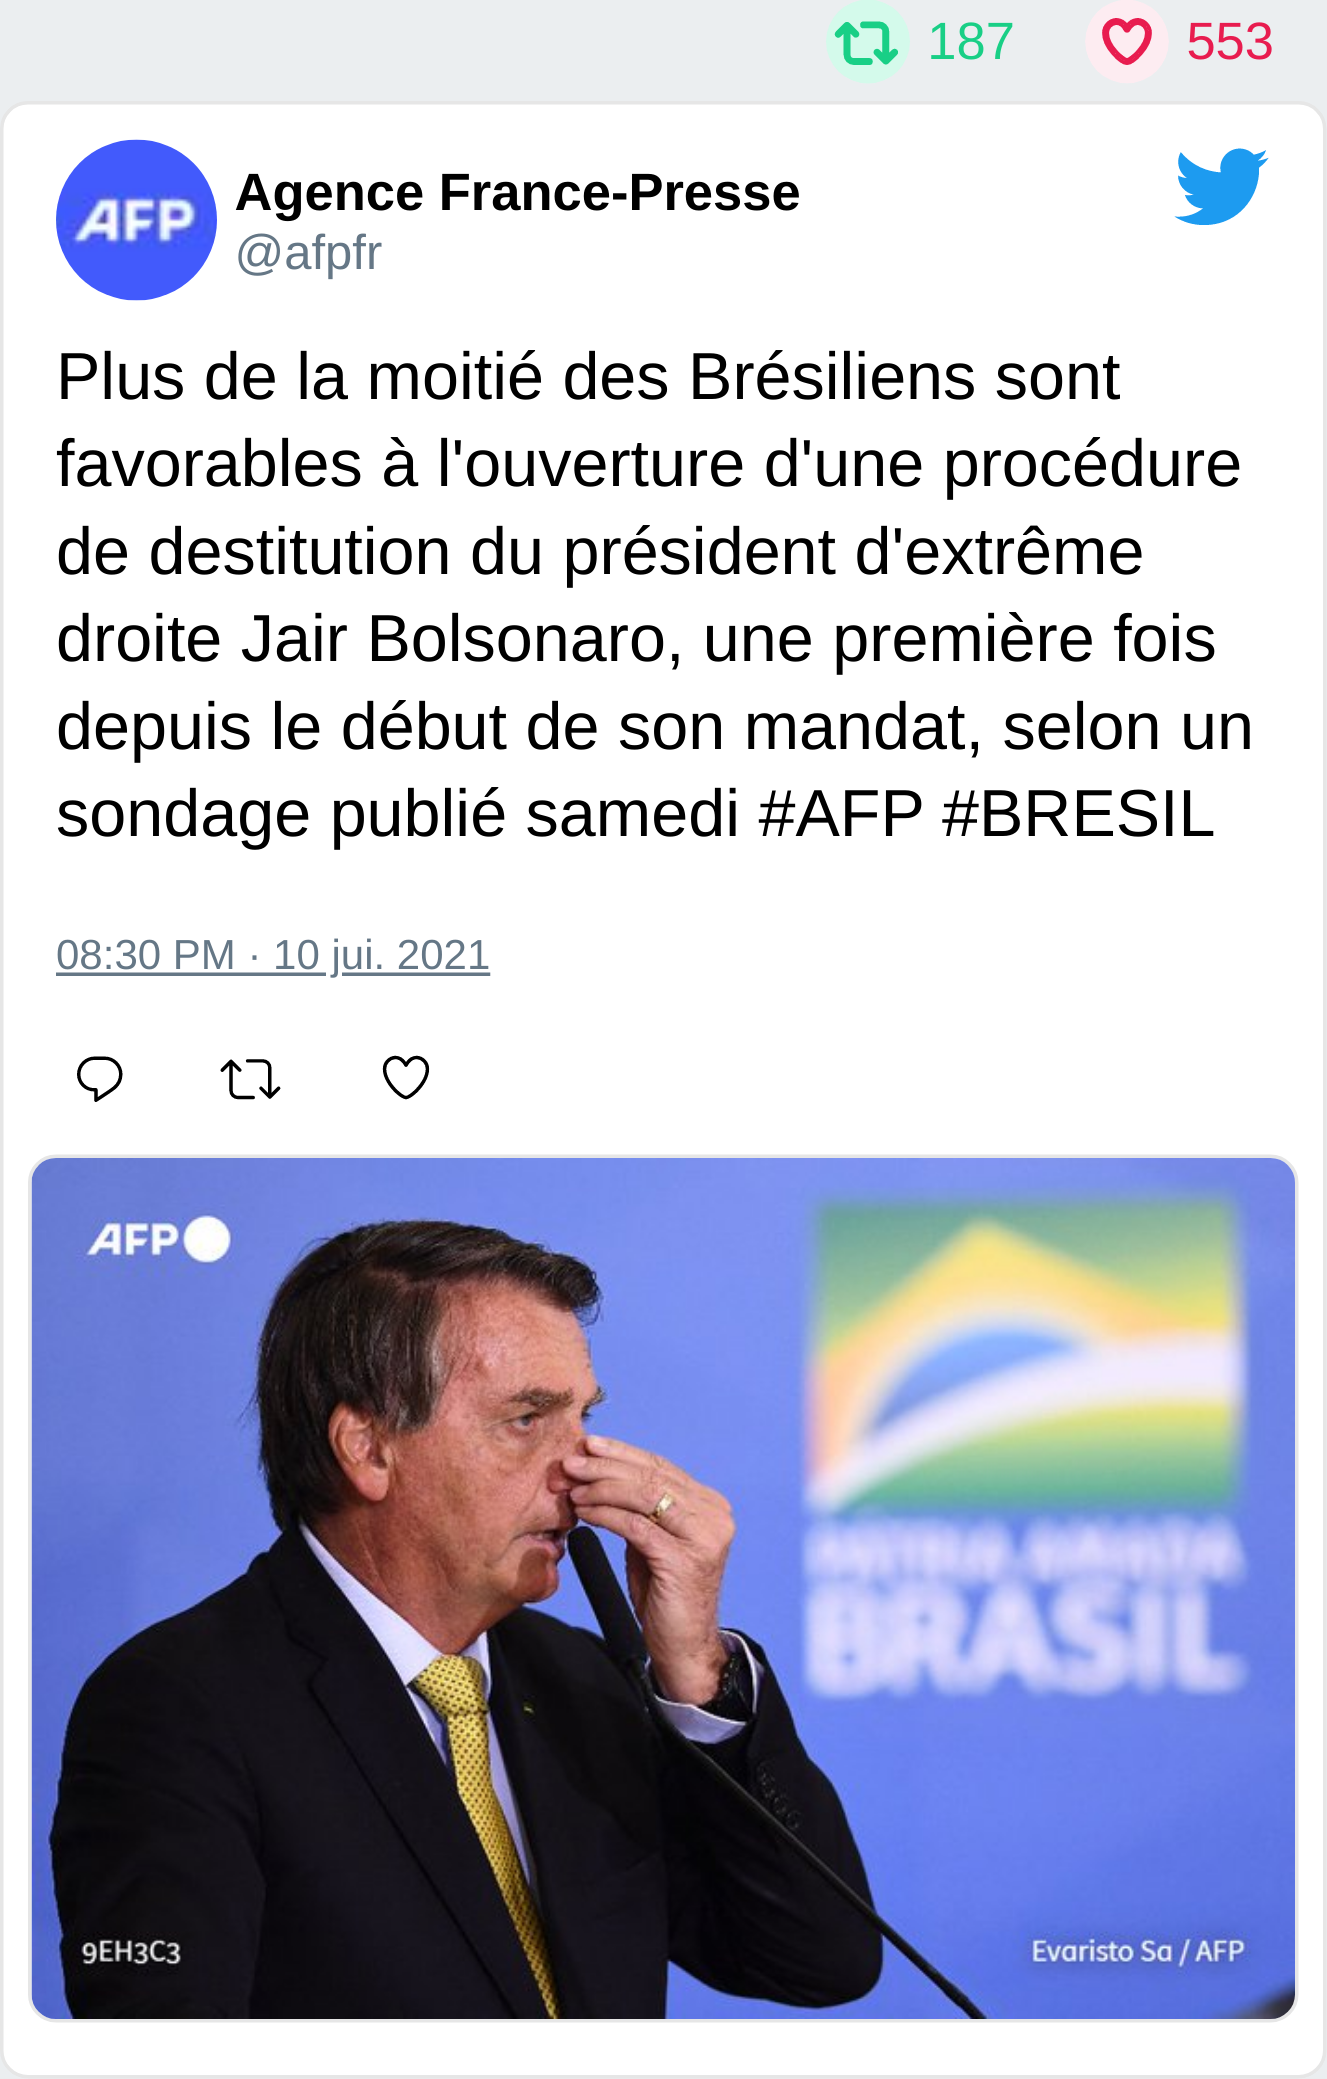 187 553
AFP
Agence France-Presse
@afpfr
Plus de la moitié des Brésiliens sont
favorables à l'ouverture d'une procédure
de destitution du président d'extrême
droite Jair Bolsonaro, une première fois
depuis le début de son mandat, selon un
sondage publié samedi #AFP #BRESIL
08:30 PM · 10 jui. 2021
AFP
BRASIL
9EH3C3
Evaristo Sa / AFP